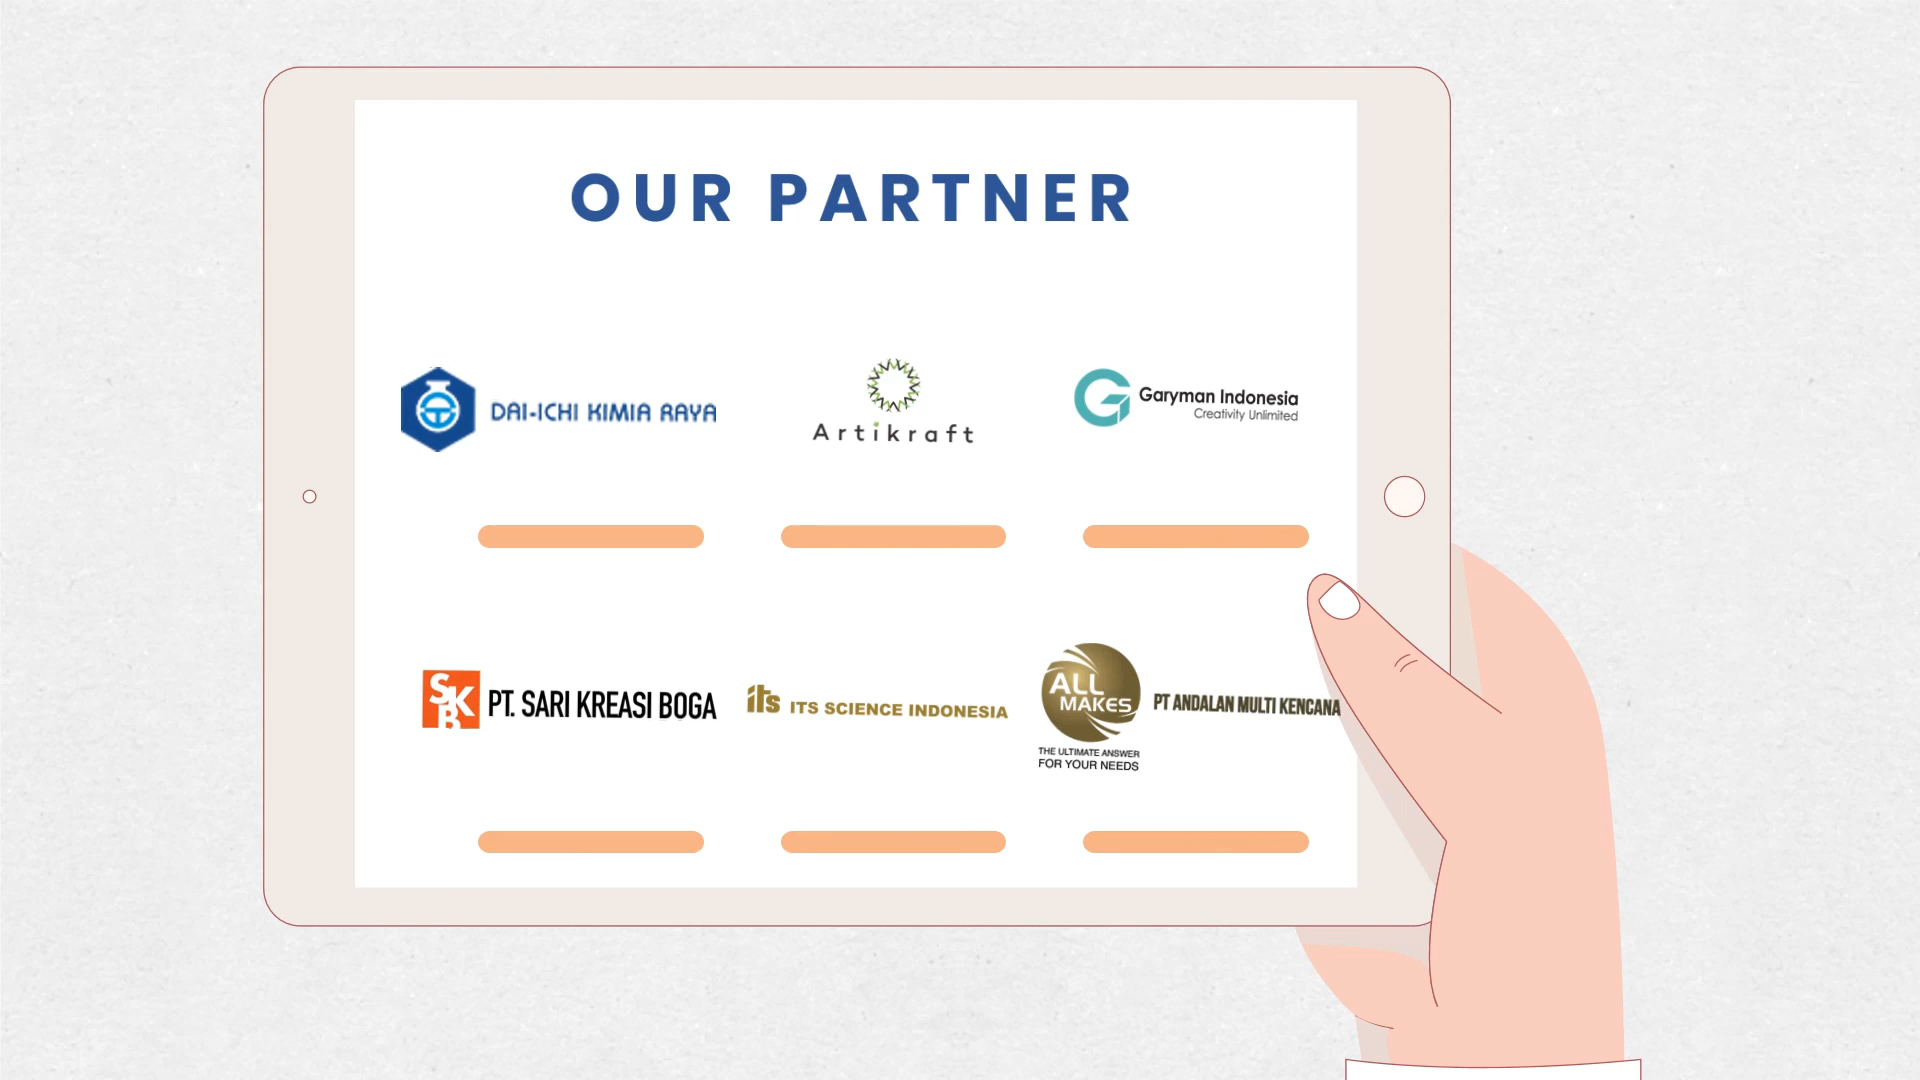 OUR PARTNER
DAI-ICHI KIMIA RAYA
Artikraft
G Garyman Indonesia
Creativity Unlimited
SKB PT. SARI KREASI BOGA
its ITS SCIENCE INDONESIA
ALL
MAKES
PT ANDALAN MULTI KENCANA
THE ULTIMATE ANSWER
FOR YOUR NEEDS